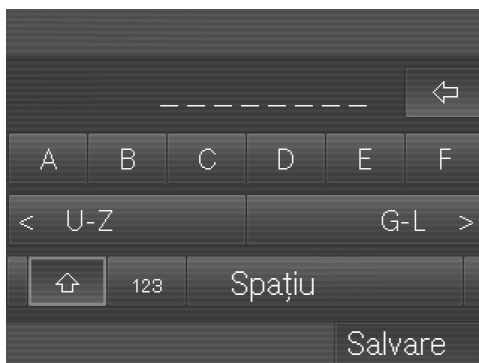 _ _ _ _ _ _ _ _
A B C D E F
< U-Z G-L >
123 Spațiu
Salvare